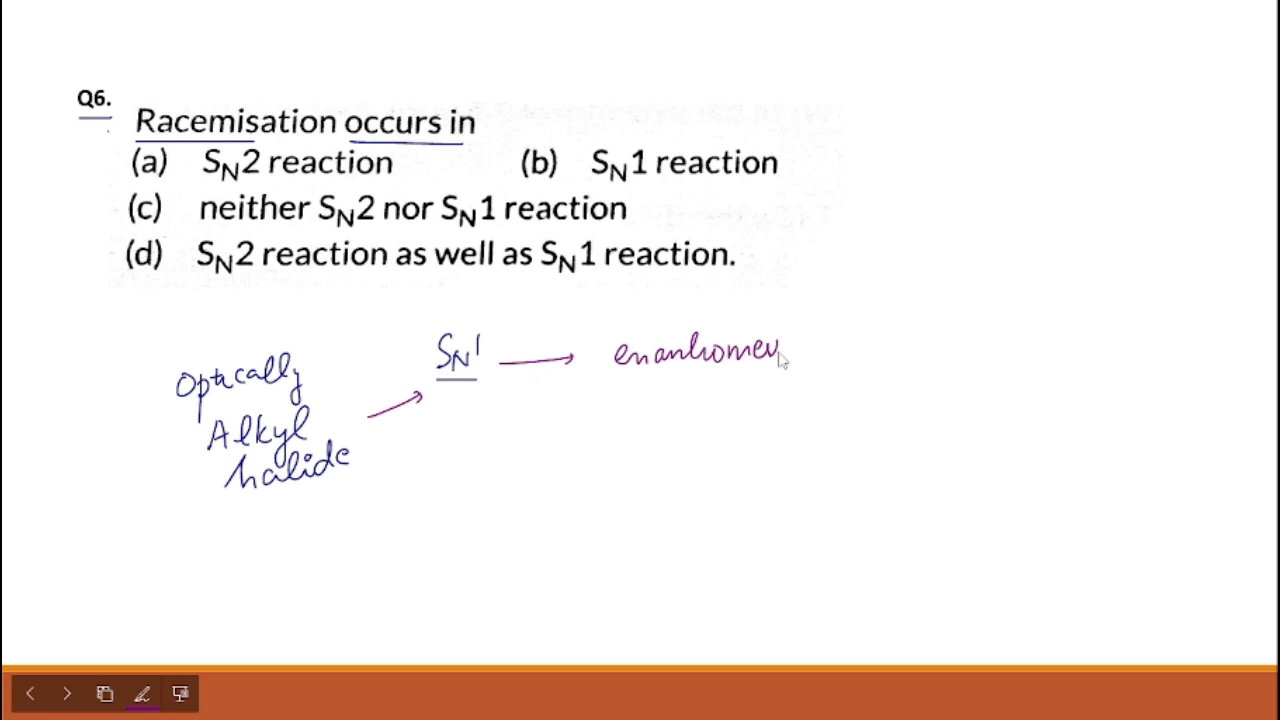 Q6.
Racemisation occurs in
(a) SN2 reaction (b) SN1 reaction
(c) neither SN2 nor SN1 reaction
(d) SN2 reaction as well as SN1 reaction.
Optically
Alkyl
halide
SN1 → enantiomer